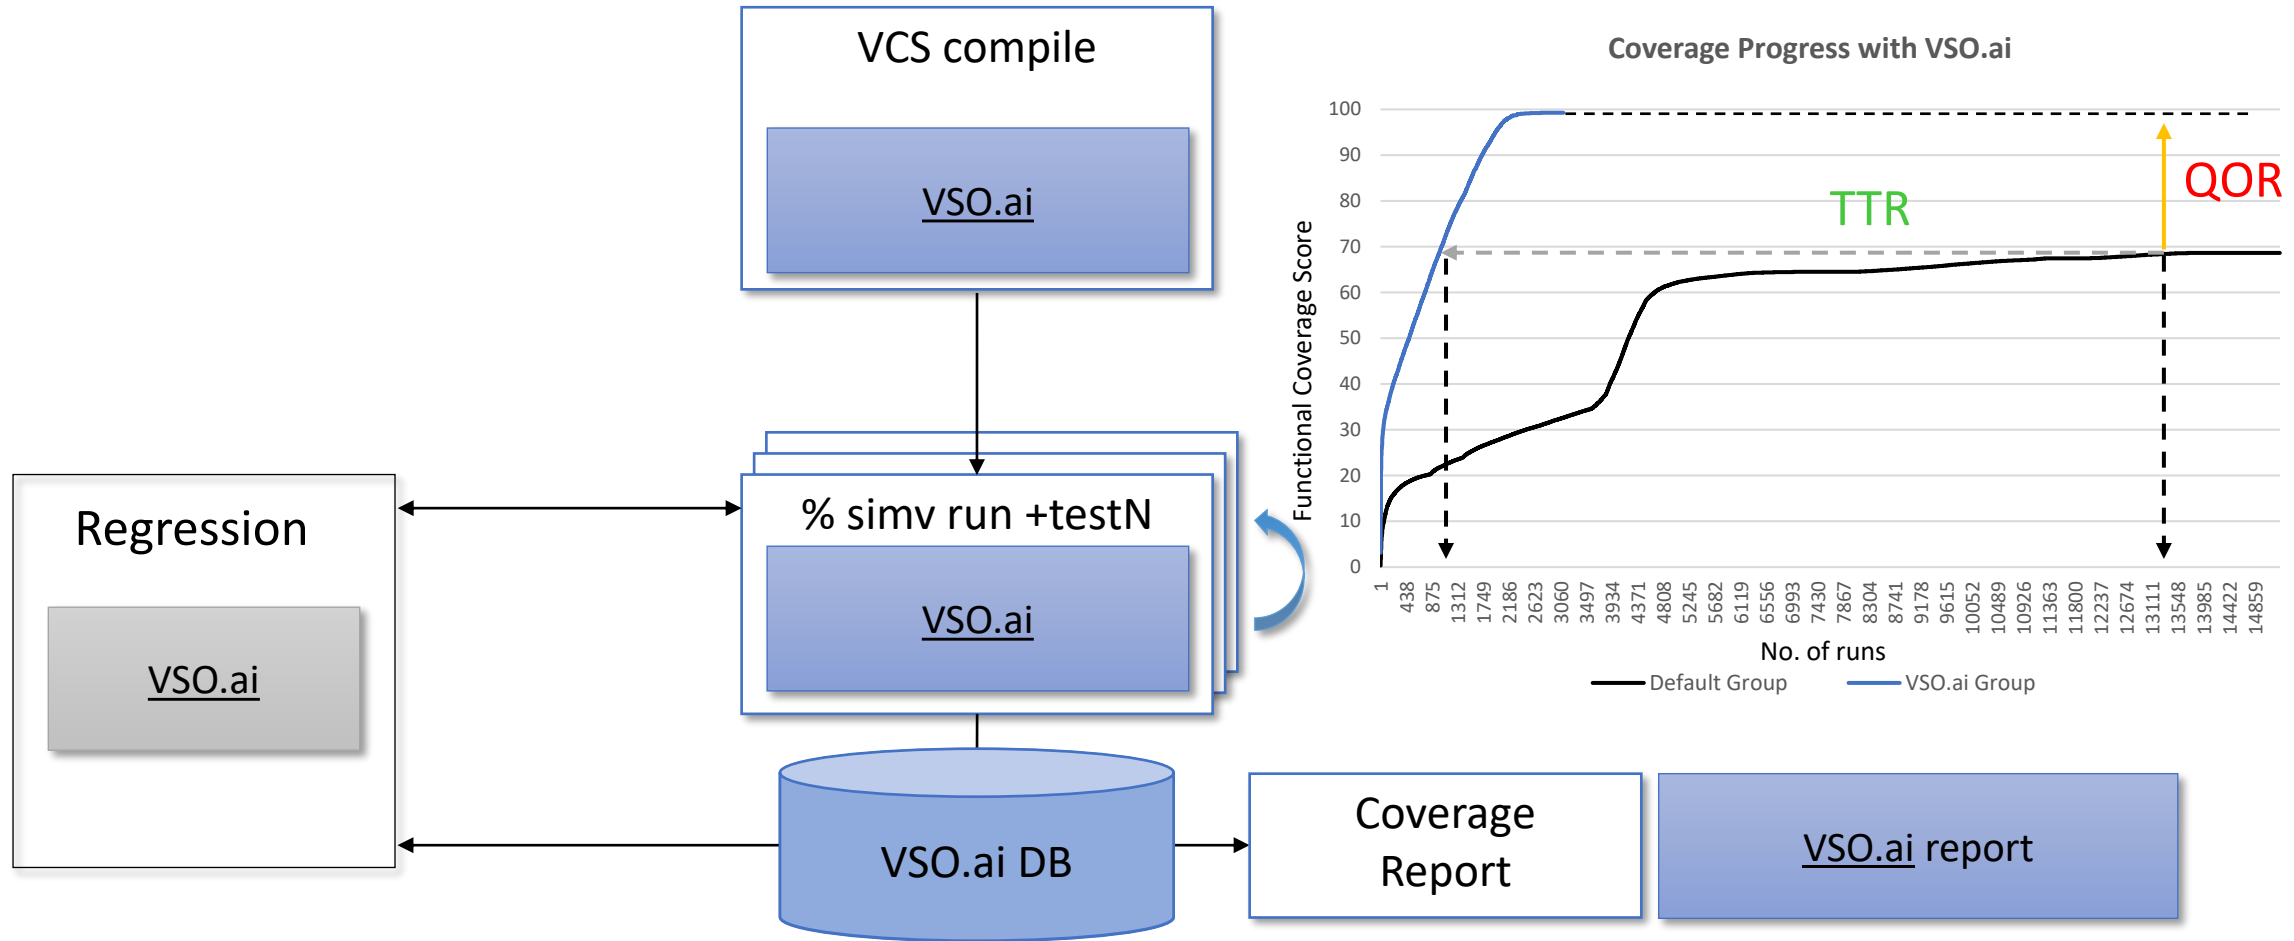 VCS compile
VSO.ai
% simv run +testN
VSO.ai
Regression
VSO.ai
VSO.ai DB
Coverage
Report
VSO.ai report
Coverage Progress with VSO.ai
Functional Coverage Score
100
90
80
70
60
50
40
30
20
10
0
TTR
QOR
1
438
875
1312
1749
2186
2623
3060
3497
3934
4371
4808
5245
5682
6119
6556
6993
7430
7867
8304
8741
9178
9615
10052
10489
10926
11363
11800
12237
12674
13111
13548
13985
14422
14859
No. of runs
Default Group
VSO.ai Group